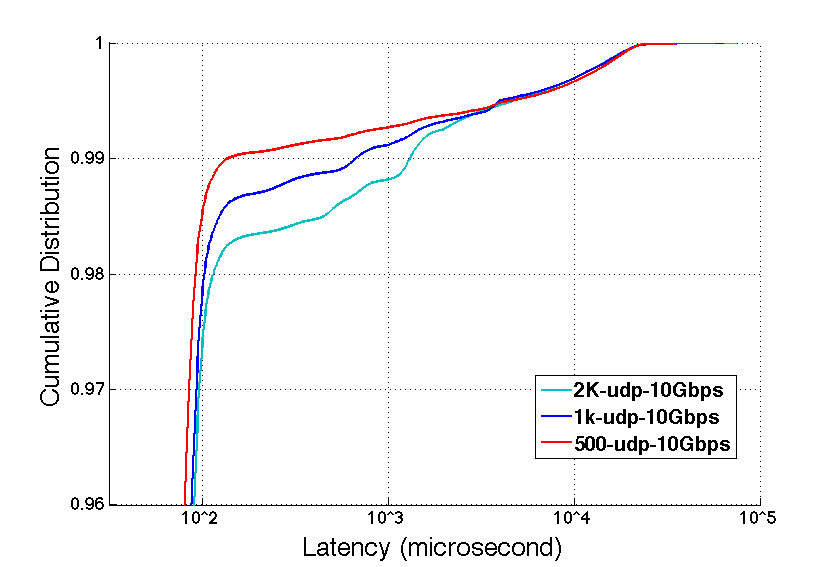 1
0.99
0.98
0.97
0.96
Cumulative Distribution
2K-udp-10Gbps
1k-udp-10Gbps
500-udp-10Gbps
10^2 10^3 10^4 10^5
Latency (microsecond)